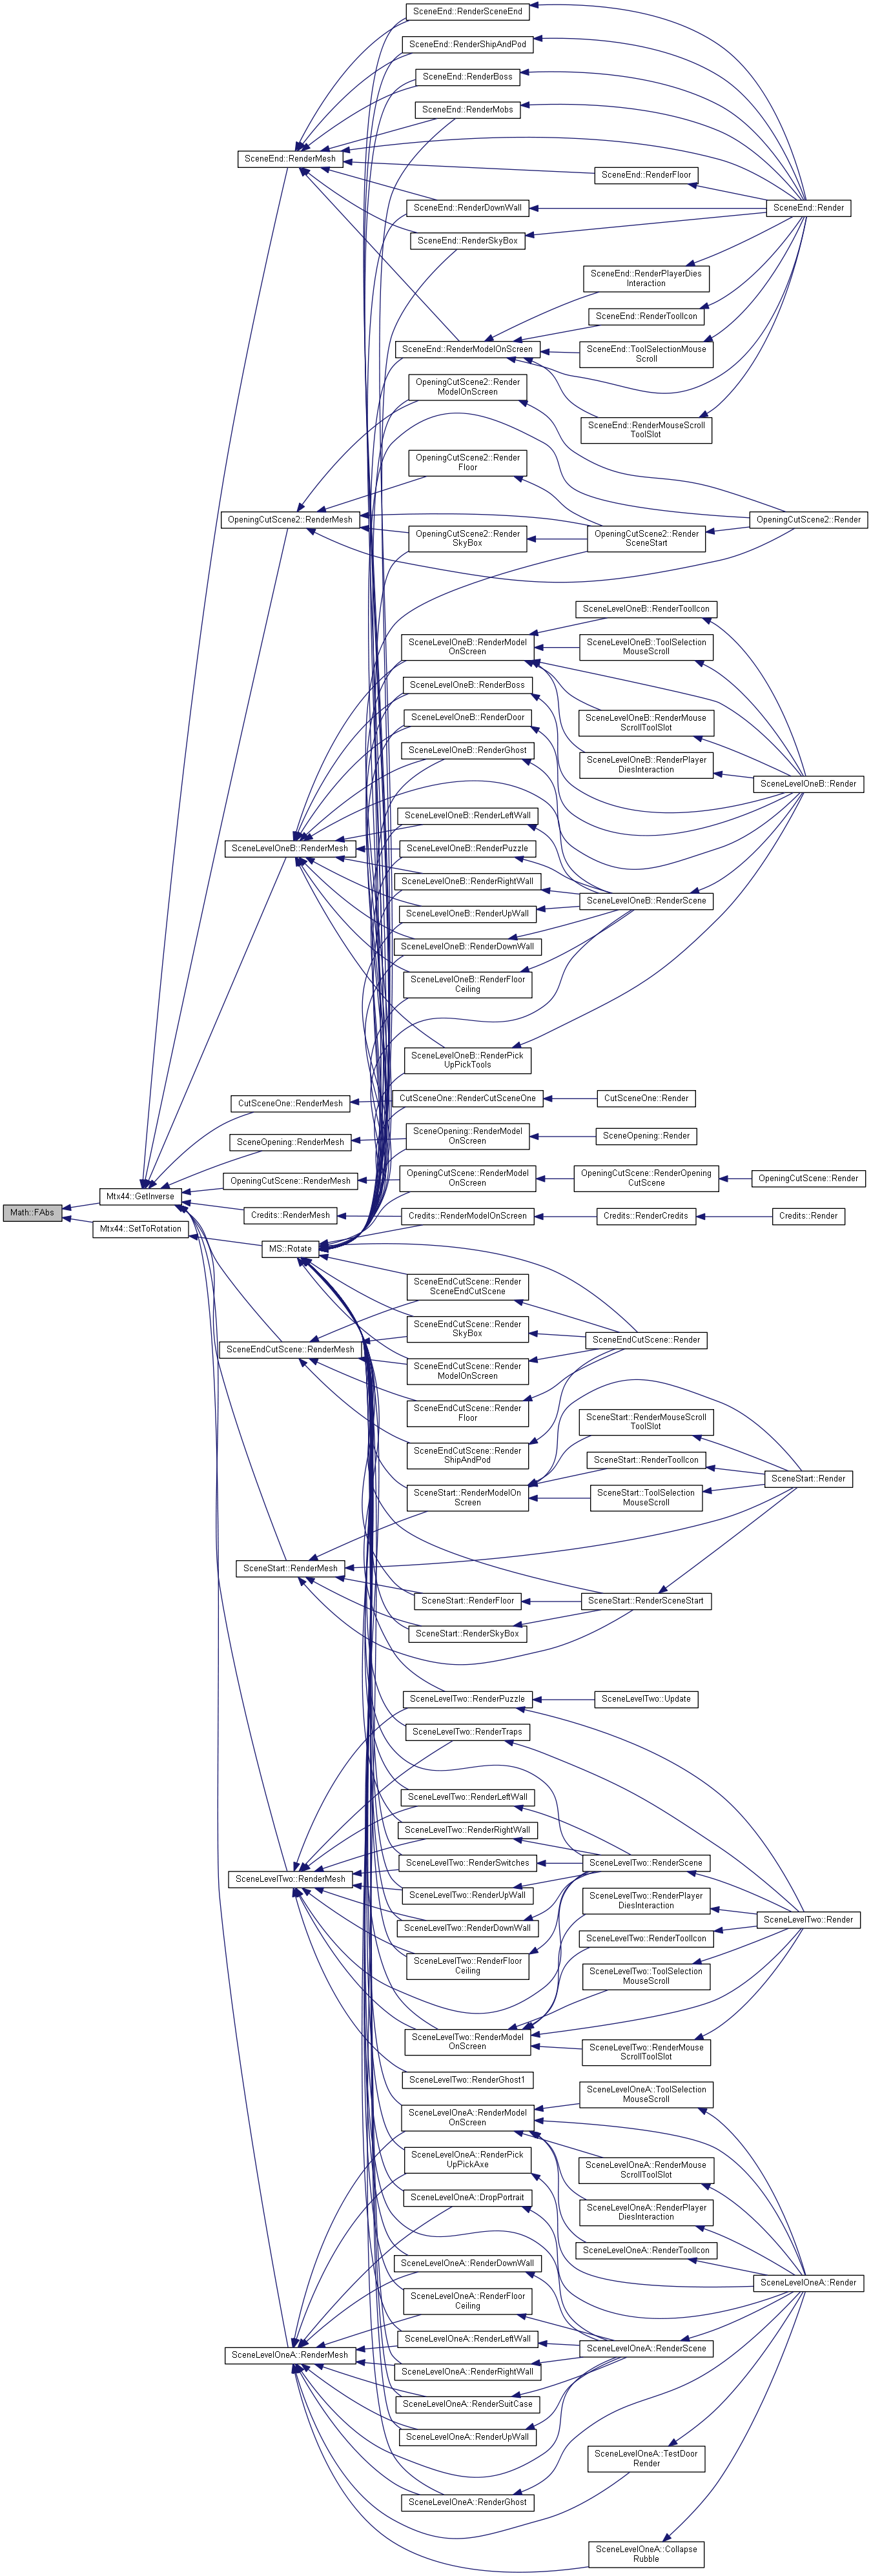 SceneEnd::RenderSceneEnd
SceneEnd::RenderShipAndPod
SceneEnd::RenderBoss
SceneEnd::RenderMobs
SceneEnd::RenderMesh
SceneEnd::RenderFloor
SceneEnd::RenderDownWall
SceneEnd::Render
SceneEnd::RenderSkyBox
SceneEnd::RenderPlayerDies
Interaction
SceneEnd::RenderToolIcon
SceneEnd::RenderModelOnScreen
SceneEnd::ToolSelectionMouse
Scroll
OpeningCutScene2::Render
ModelOnScreen
SceneEnd::RenderMouseScroll
ToolSlot
OpeningCutScene2::Render
Floor
OpeningCutScene2::RenderMesh
OpeningCutScene2::Render
OpeningCutScene2::Render
SkyBox
OpeningCutScene2::Render
SceneStart
SceneLevelOneB::RenderToolIcon
SceneLevelOneB::RenderModel
OnScreen
SceneLevelOneB::ToolSelection
MouseScroll
SceneLevelOneB::RenderBoss
SceneLevelOneB::RenderDoor
SceneLevelOneB::RenderMouse
ScrollToolSlot
SceneLevelOneB::RenderGhost
SceneLevelOneB::RenderPlayer
DiesInteraction
SceneLevelOneB::Render
SceneLevelOneB::RenderLeftWall
SceneLevelOneB::RenderMesh
SceneLevelOneB::RenderPuzzle
SceneLevelOneB::RenderRightWall
SceneLevelOneB::RenderScene
SceneLevelOneB::RenderUpWall
SceneLevelOneB::RenderDownWall
SceneLevelOneB::RenderFloor
Ceiling
SceneLevelOneB::RenderPick
UpPickTools
CutSceneOne::RenderMesh
CutSceneOne::RenderCutSceneOne
CutSceneOne::Render
SceneOpening::RenderMesh
SceneOpening::RenderModel
OnScreen
SceneOpening::Render
OpeningCutScene::RenderMesh
OpeningCutScene::RenderModel
OnScreen
OpeningCutScene::RenderOpening
CutScene
OpeningCutScene::Render
Mtx44::GetInverse
Math::FAbs
Credits::RenderMesh
Credits::RenderModelOnScreen
Credits::RenderCredits
Credits::Render
Mtx44::SetToRotation
MS::Rotate
SceneEndCutScene::Render
SceneEndCutScene
SceneEndCutScene::Render
SkyBox
SceneEndCutScene::Render
SceneEndCutScene::RenderMesh
SceneEndCutScene::Render
ModelOnScreen
SceneEndCutScene::Render
Floor
SceneStart::RenderMouseScroll
ToolSlot
SceneEndCutScene::Render
ShipAndPod
SceneStart::RenderToolIcon
SceneStart::Render
SceneStart::RenderModelOn
Screen
SceneStart::ToolSelection
MouseScroll
SceneStart::RenderMesh
SceneStart::RenderFloor
SceneStart::RenderSceneStart
SceneStart::RenderSkyBox
SceneLevelTwo::RenderPuzzle
SceneLevelTwo::Update
SceneLevelTwo::RenderTraps
SceneLevelTwo::RenderLeftWall
SceneLevelTwo::RenderRightWall
SceneLevelTwo::RenderSwitches
SceneLevelTwo::RenderScene
SceneLevelTwo::RenderMesh
SceneLevelTwo::RenderUpWall
SceneLevelTwo::RenderPlayer
DiesInteraction
SceneLevelTwo::Render
SceneLevelTwo::RenderDownWall
SceneLevelTwo::RenderToolIcon
SceneLevelTwo::RenderFloor
Ceiling
SceneLevelTwo::ToolSelection
MouseScroll
SceneLevelTwo::RenderModel
OnScreen
SceneLevelTwo::RenderMouse
ScrollToolSlot
SceneLevelTwo::RenderGhost1
SceneLevelOneA::ToolSelection
MouseScroll
SceneLevelOneA::RenderModel
OnScreen
SceneLevelOneA::RenderPick
UpPickAxe
SceneLevelOneA::RenderMouse
ScrollToolSlot
SceneLevelOneA::DropPortrait
SceneLevelOneA::RenderPlayer
DiesInteraction
SceneLevelOneA::RenderToolIcon
SceneLevelOneA::RenderDownWall
SceneLevelOneA::Render
SceneLevelOneA::RenderFloor
Ceiling
SceneLevelOneA::RenderLeftWall
SceneLevelOneA::RenderScene
SceneLevelOneA::RenderMesh
SceneLevelOneA::RenderRightWall
SceneLevelOneA::RenderSuitCase
SceneLevelOneA::RenderUpWall
SceneLevelOneA::TestDoor
Render
SceneLevelOneA::RenderGhost
SceneLevelOneA::Collapse
Rubble